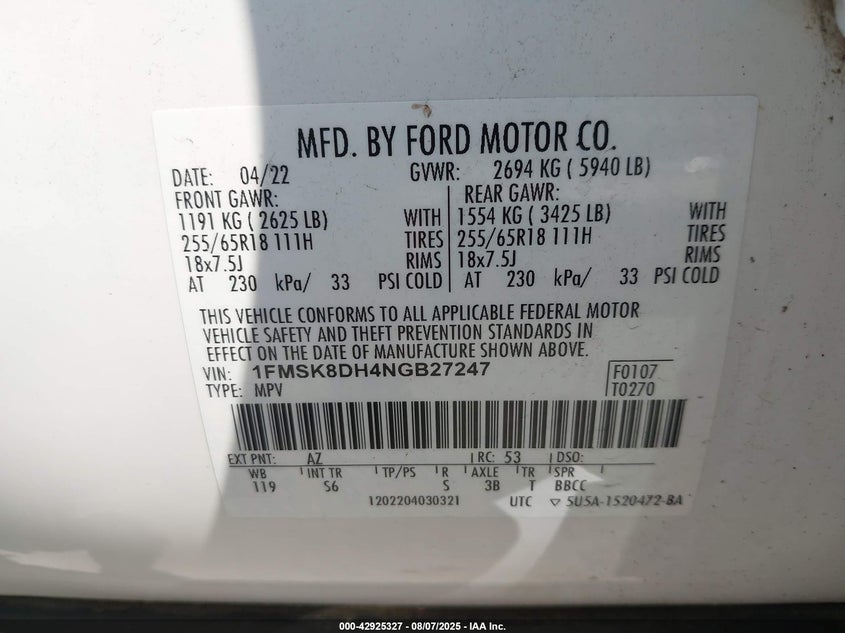 MFD. BY FORD MOTOR CO.
DATE: 04/22 GVWR: 2694 KG ( 5940 LB)
FRONT GAWR: REAR GAWR:
1191 KG ( 2625 LB) WITH 1554 KG ( 3425 LB) WITH
255/65R18 111H TIRES 255/65R18 111H TIRES
18x7.5J RIMS 18x7.5J RIMS
AT 230 kPa/ 33 PSI COLD AT 230 kPa/ 33 PSI COLD
THIS VEHICLE CONFORMS TO ALL APPLICABLE FEDERAL MOTOR
VEHICLE SAFETY AND THEFT PREVENTION STANDARDS IN
EFFECT ON THE DATE OF MANUFACTURE SHOWN ABOVE.
VIN: 1FMSK8DH4NGB27247 F0107
TYPE: MPV T0270
EXT PNT: AZ RC: 53 DSO:
WB INT TR TP/PS R AXLE TR SPR
119 S6 S 3B T BBCC
1202204030321 UTC ▽ 5U5A-1520472-BA
000-42925327 - 08/07/2025 - IAA Inc.